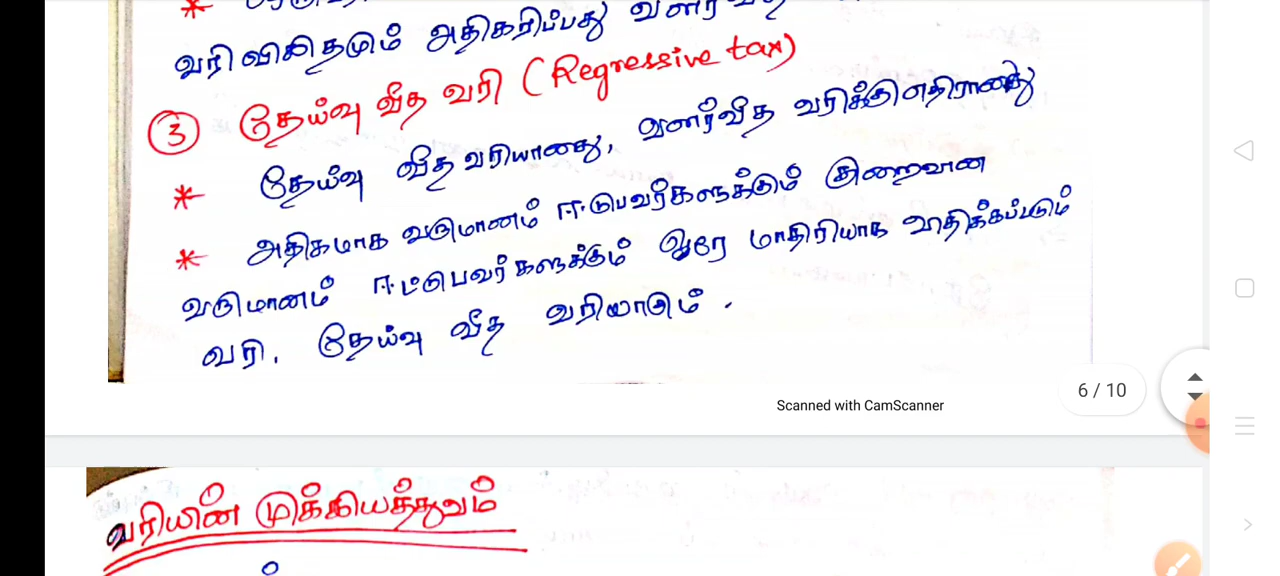 வரி விகிதமும் அதிகரிப்பது
③ தேய்வு வீத வரி (Regressive tax)
* தேய்வு வீத வரியானது, வளர்வீத வரிக்கு எதிரானது
* அதிகமாக வருமானம் ஈட்டுபவர்களுக்கும் குறைவான
வருமானம் ஈட்டுபவர்களுக்கும் ஒரே மாதிரியாக பாதிக்கப்படும்
வரி. தேய்வு வீத வரியாகும்.
6 / 10
Scanned with CamScanner
வரியின் முக்கியத்துவம்